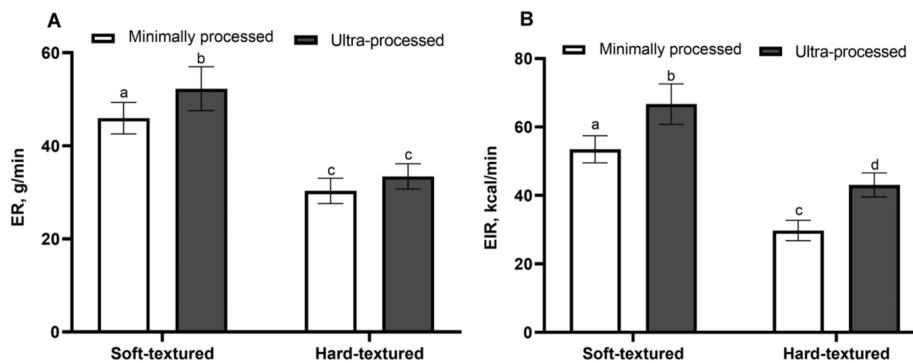 A
Minimally processed
Ultra-processed
ER, g/min
60
40
20
0
a
b
c
c
Soft-textured
Hard-textured
B
Minimally processed
Ultra-processed
EIR, kcal/min
80
60
40
20
0
a
b
c
d
Soft-textured
Hard-textured